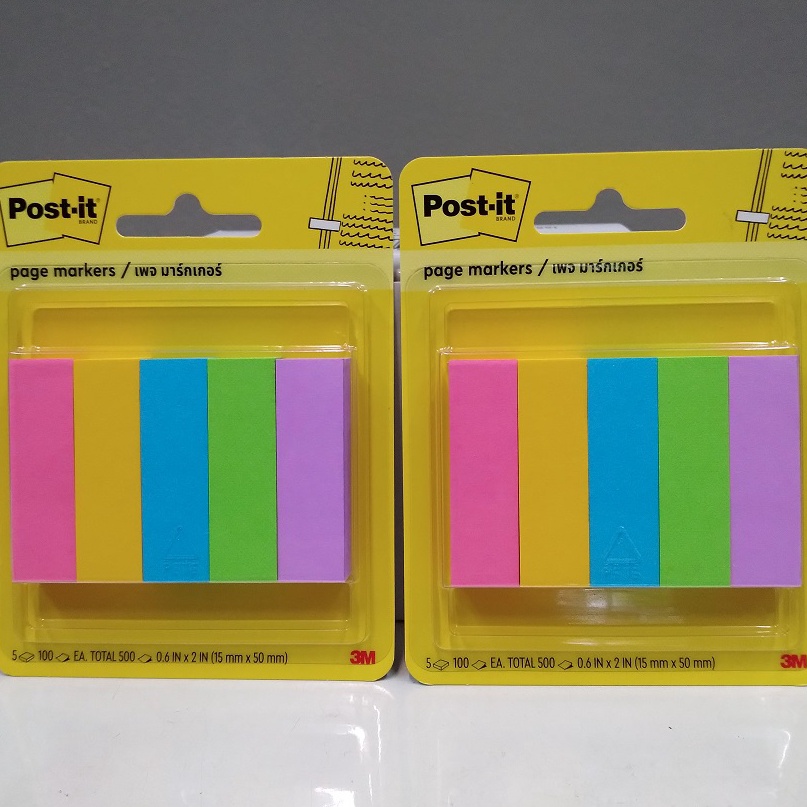 Post-it®
BRAND
page markers / เพจ มาร์กเกอร์
5 100 EA. TOTAL 500 0.6 IN x 2 IN (15 mm x 50 mm)
3M
Post-it®
BRAND
page markers / เพจ มาร์กเกอร์
5 100 EA. TOTAL 500 0.6 IN x 2 IN (15 mm x 50 mm)
3M